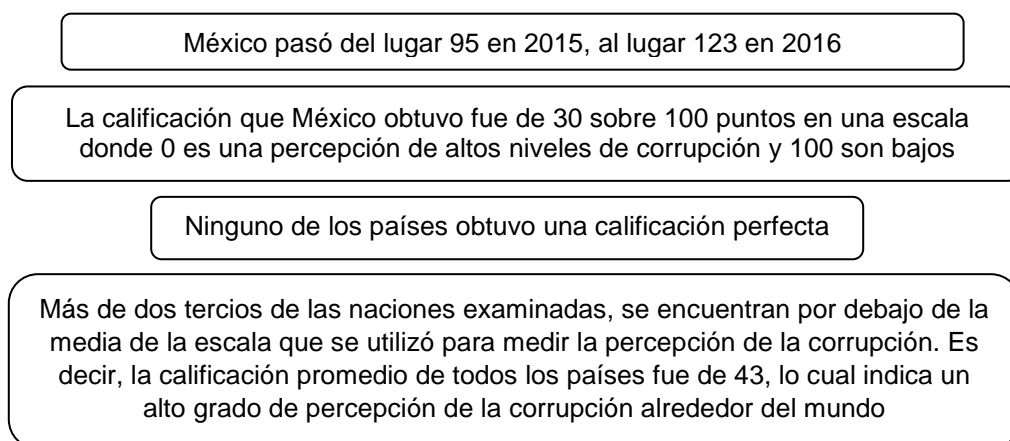 México pasó del lugar 95 en 2015, al lugar 123 en 2016
La calificación que México obtuvo fue de 30 sobre 100 puntos en una escala
donde 0 es una percepción de altos niveles de corrupción y 100 son bajos
Ninguno de los países obtuvo una calificación perfecta
Más de dos tercios de las naciones examinadas, se encuentran por debajo de la
media de la escala que se utilizó para medir la percepción de la corrupción. Es
decir, la calificación promedio de todos los países fue de 43, lo cual indica un
alto grado de percepción de la corrupción alrededor del mundo